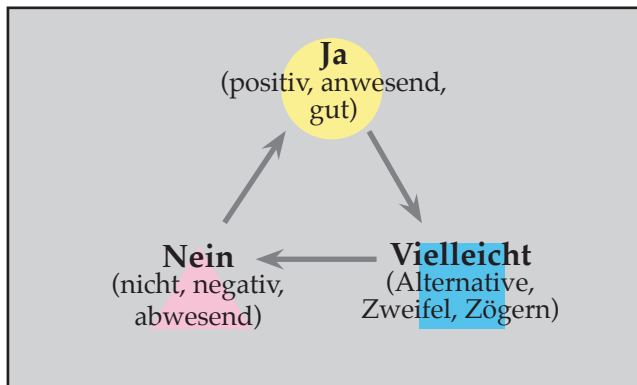 Ja
(positiv, anwesend,
gut)
Nein
(nicht, negativ,
abwesend)
Vielleicht
(Alternative,
Zweifel, Zögern)